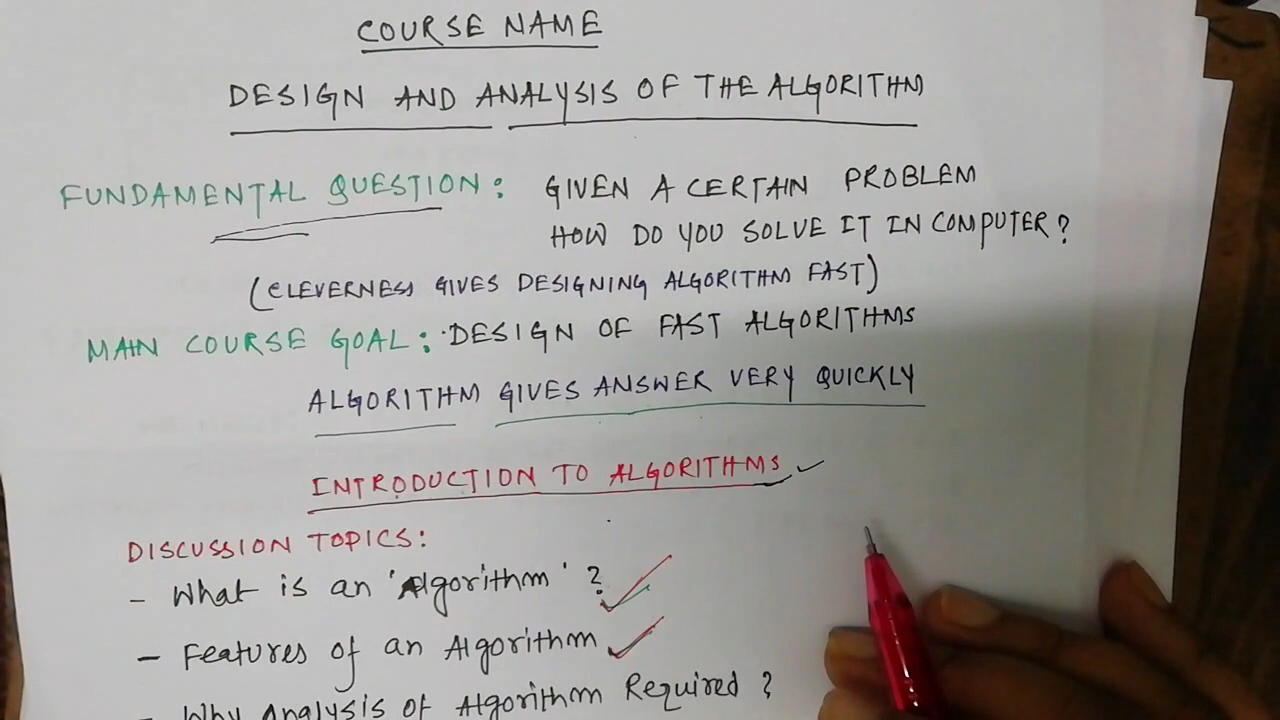 COURSE NAME
DESIGN AND ANALYSIS OF THE ALGORITHM
FUNDAMENTAL QUESTION: GIVEN A CERTAIN PROBLEM
HOW DO YOU SOLVE IT IN COMPUTER?
(CLEVERNESS GIVES DESIGNING ALGORITHM FAST)
MAIN COURSE GOAL: DESIGN OF FAST ALGORITHMS
ALGORITHM GIVES ANSWER VERY QUICKLY
INTRODUCTION TO ALGORITHMS ✓
DISCUSSION TOPICS:
- What is an 'Algorithm' ? ✓
- Features of an Algorithm ✓
- Why Analysis of Algorithm Required ?